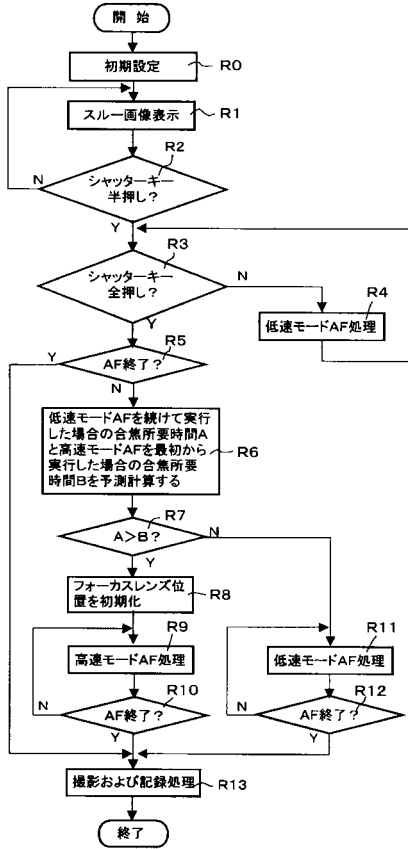 開 始
初期設定
R0
スルー画像表示
R1
R2
シャッターキー
半押し?
N
Y
R3
シャッターキー
全押し?
N
Y
R4
低速モードAF処理
R5
Y
AF終了?
N
低速モードAFを続けて実行
した場合の合焦所要時間A
と高速モードAFを最初から
実行した場合の合焦所要
時間Bを予測計算する
R6
R7
A>B?
N
Y
フォーカスレンズ位
置を初期化
R8
R9
高速モードAF処理
R10
N
AF終了?
Y
R11
低速モードAF処理
R12
N
AF終了?
Y
撮影および記録処理
R13
終了